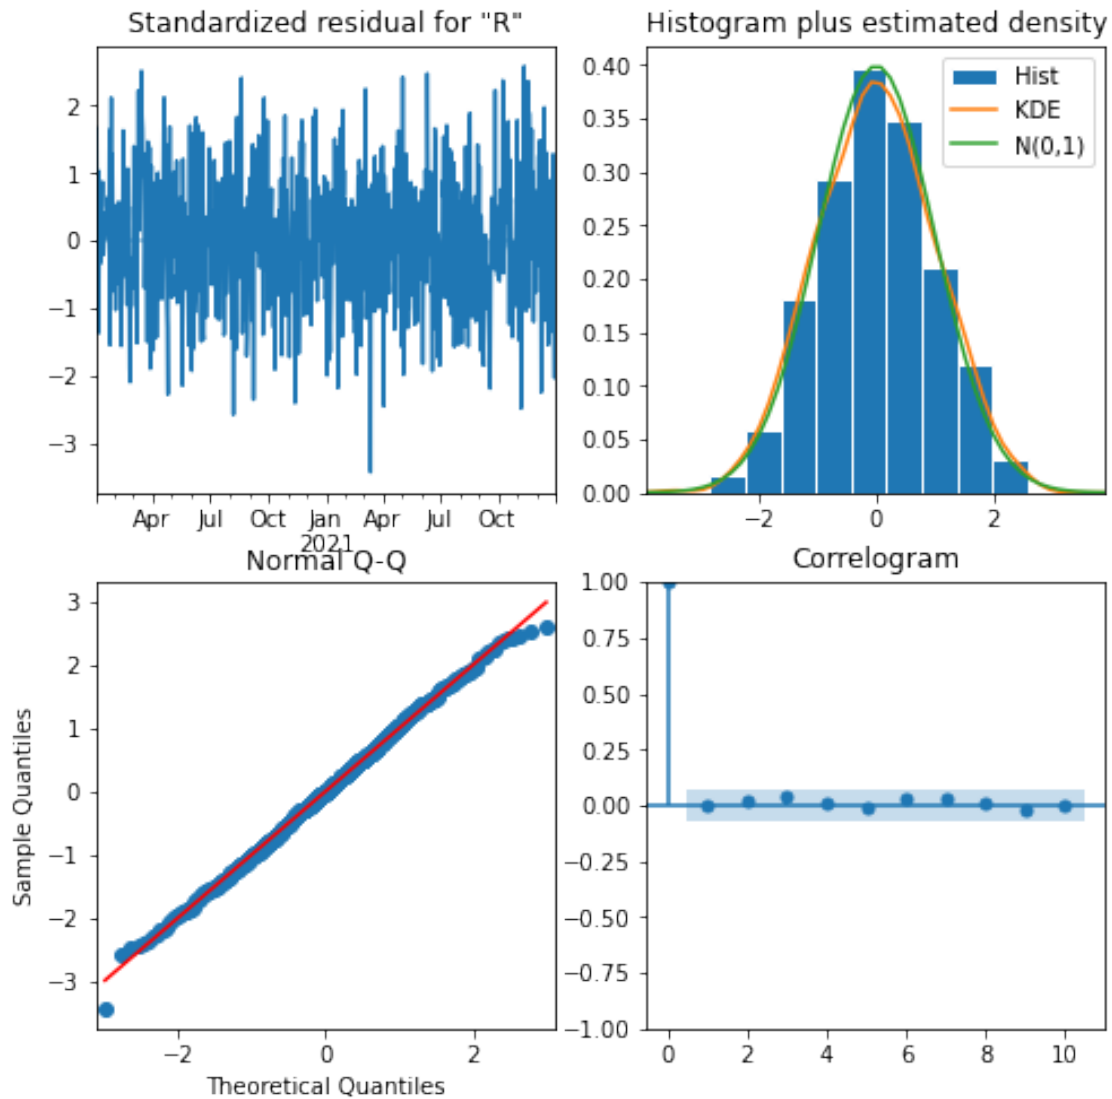 Standardized residual for "R"
2
1
0
−1
−2
−3
Apr Jul Oct Jan Apr Jul Oct
2021
Histogram plus estimated density
0.40
0.35
0.30
0.25
0.20
0.15
0.10
0.05
0.00
Hist
KDE
N(0,1)
−2 0 2
Normal Q-Q
Sample Quantiles
3
2
1
0
−1
−2
−3
−2 0 2
Theoretical Quantiles
Correlogram
1.00
0.75
0.50
0.25
0.00
−0.25
−0.50
−0.75
−1.00
0 2 4 6 8 10